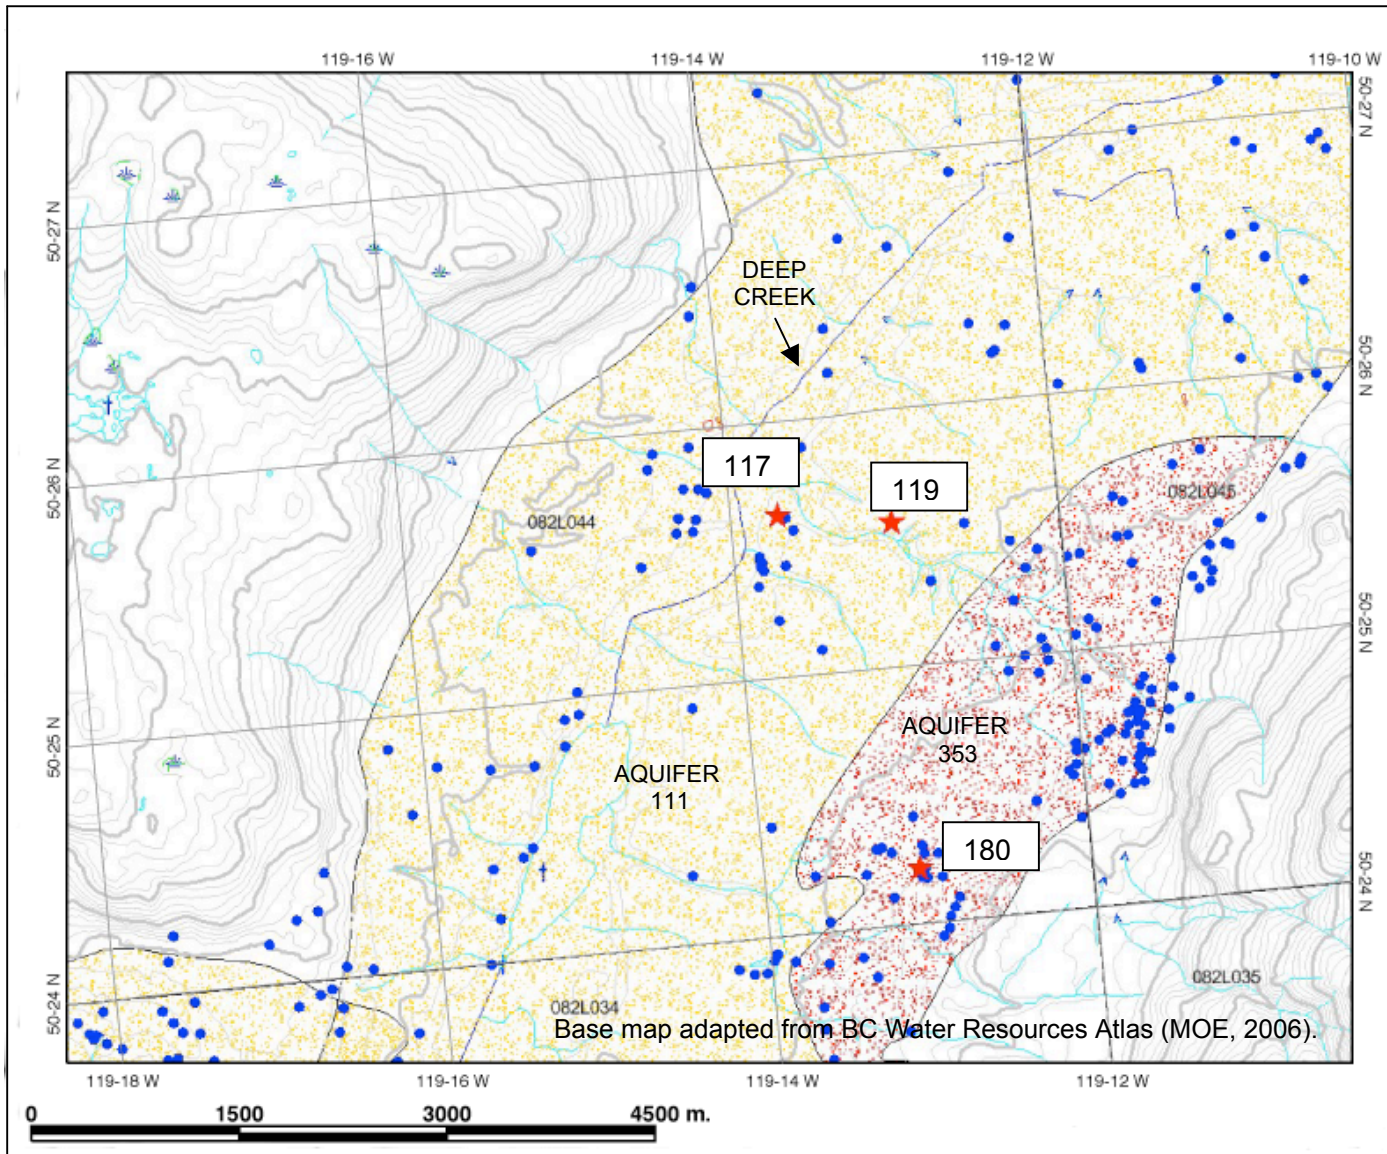 119-16 W
119-14 W
119-12 W
119-10 W
50-27 N
50-27 N
DEEP
CREEK
50-26 N
50-26 N
117
119
082L045
082L044
50-25 N
50-25 N
AQUIFER
353
AQUIFER
111
180
50-24 N
50-24 N
082L035
082L034
Base map adapted from BC Water Resources Atlas (MOE, 2006).
119-18 W
119-16 W
119-14 W
119-12 W
0
1500
3000
4500 m.